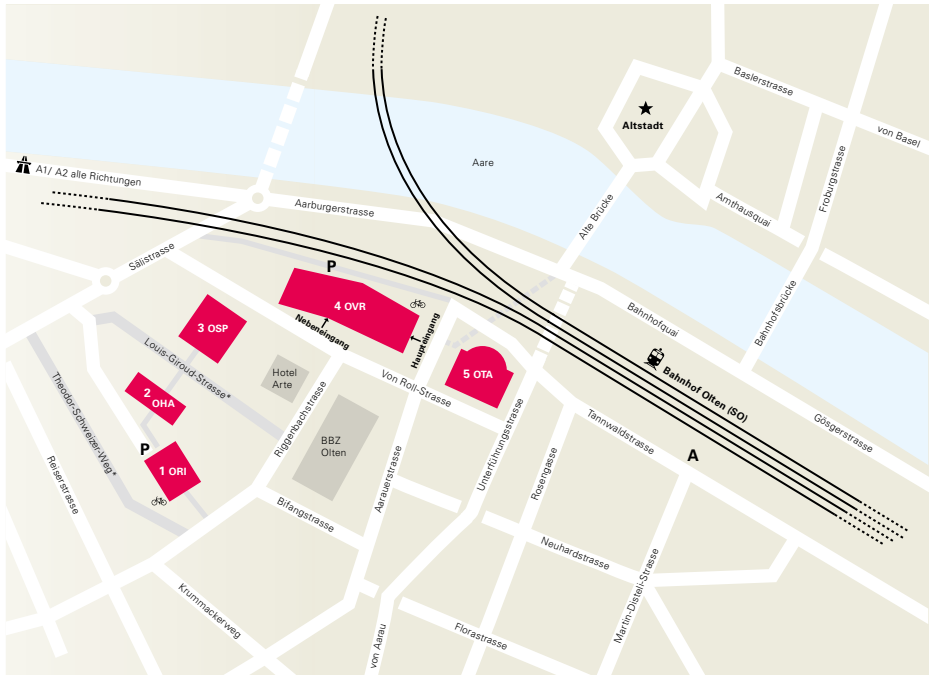 Baslerstrasse
von Basel
Altstadt
Froburgstrasse
Aare
A1/ A2 alle Richtungen
Aarburgerstrasse
Amthausquai
Alte Brücke
Sälistrasse
P
4 OVR
Nebeneingang
Haupteingang
Bahnhofquai
Bahnhofsbrücke
3 OSP
Louis-Giroud-Strasse*
Hotel
Arte
Von Roll-Strasse
5 OTA
Bahnhof Olten (SO)
Theodor-Schweizer-Weg*
2
OHA
Gösgerstrasse
Tannwaldstrasse
A
Riggenbachstrasse
BBZ
Olten
Unterführungsstrasse
P
1 ORI
Reiserstrasse
Aarauerstrasse
Rosengasse
Bifangstrasse
Neuhardstrasse
Martin-Disteli-Strasse
Krummackerweg
von Aarau
Florastrasse